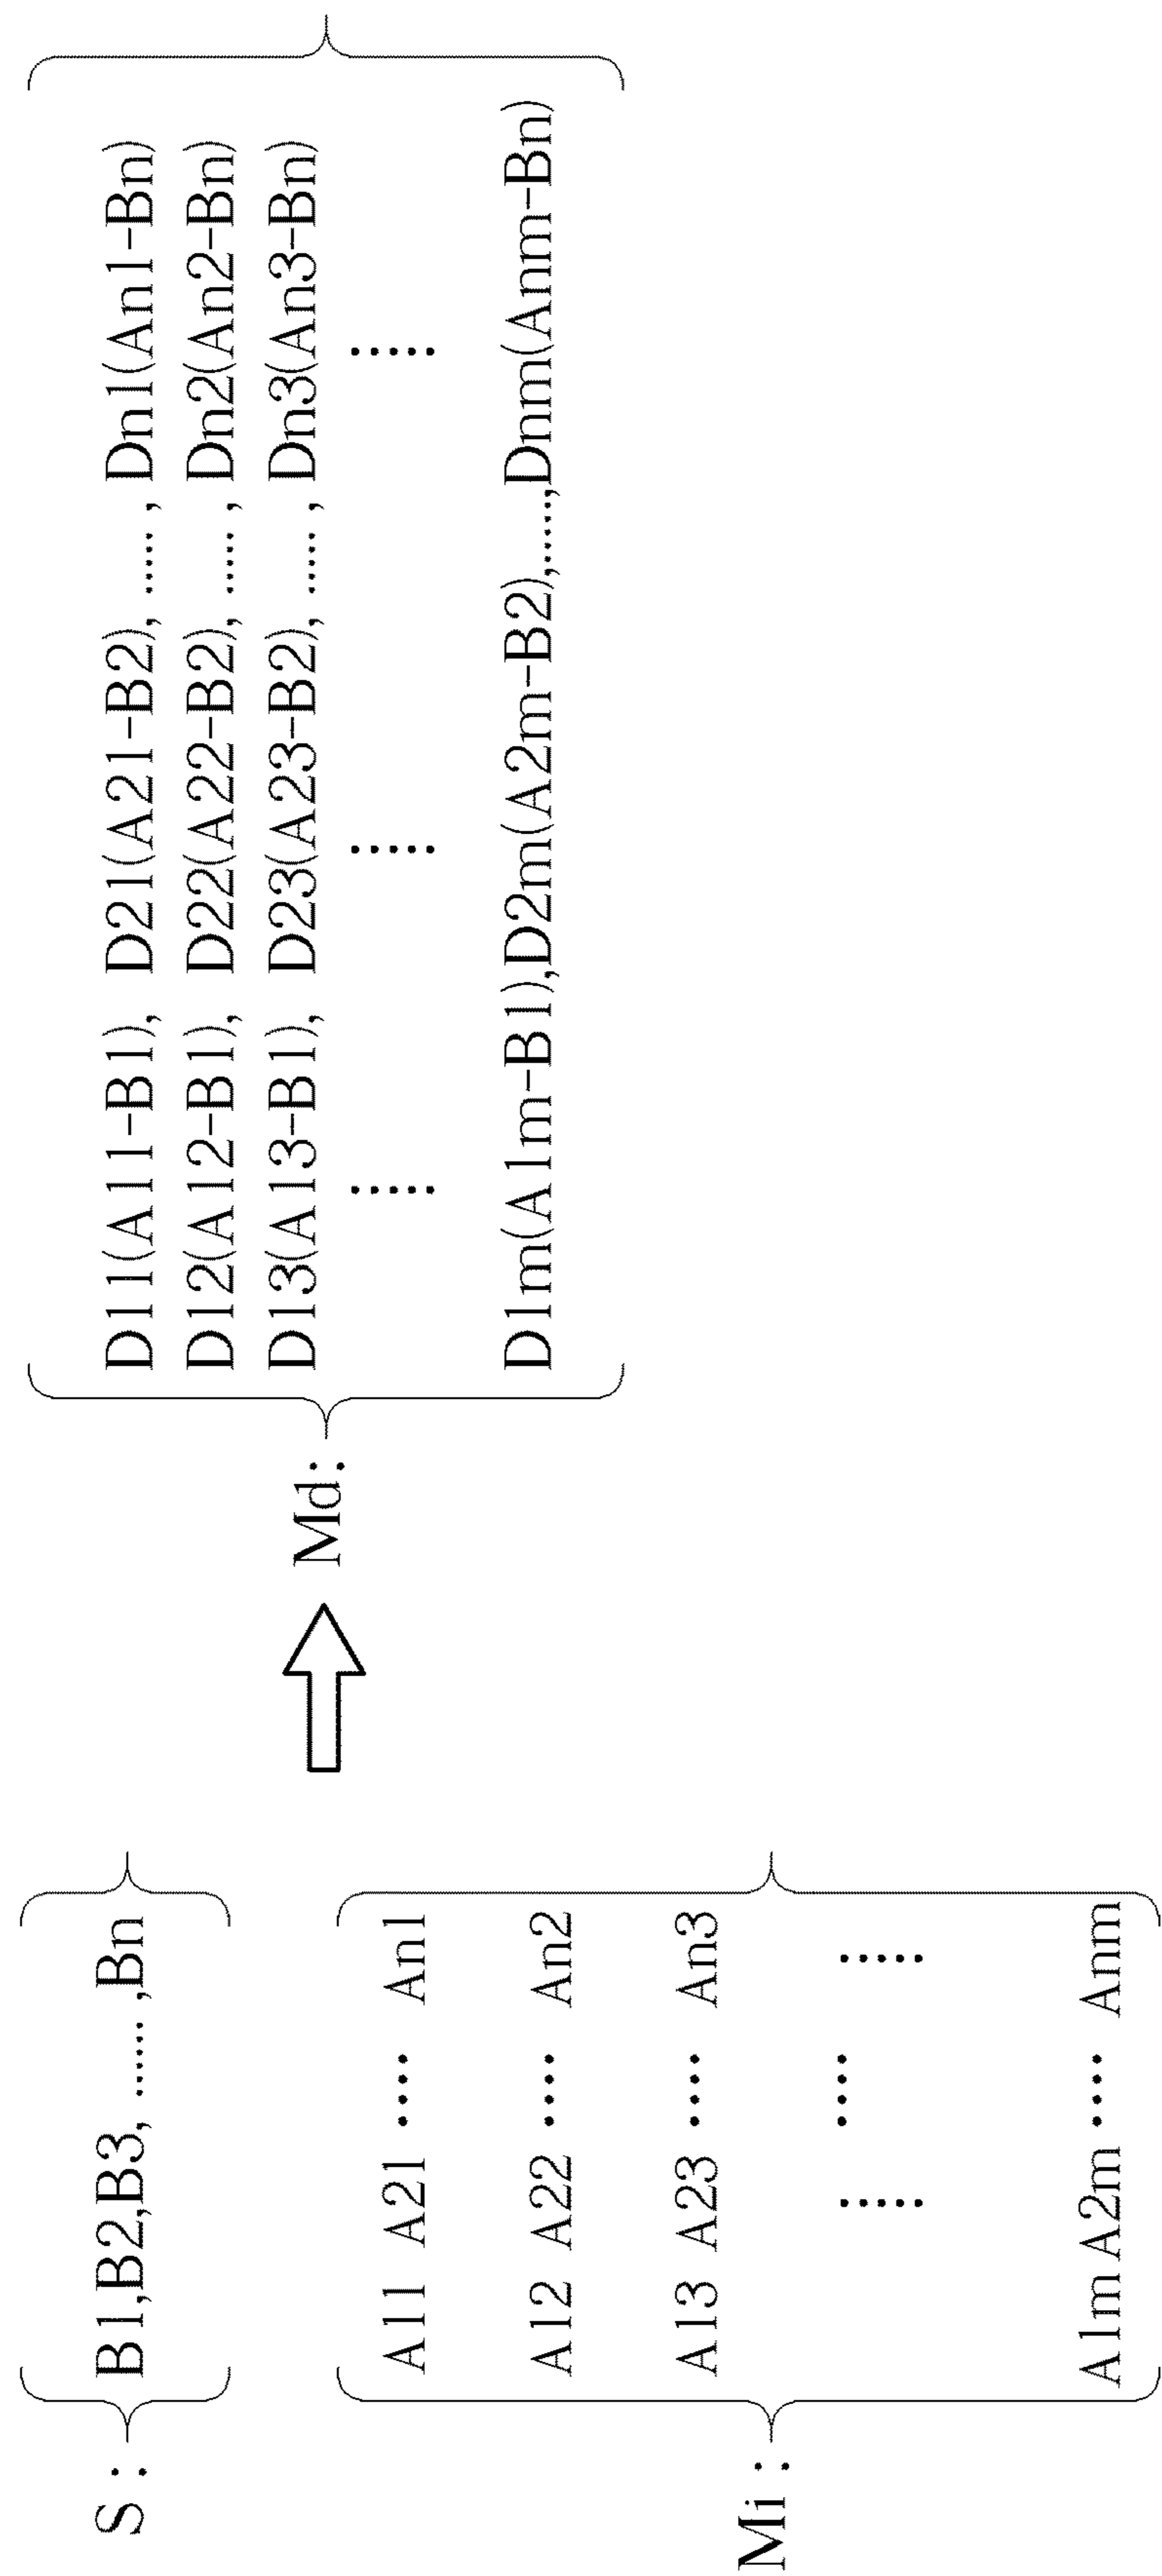 S : { B1,B2,B3, ...... ,Bn }
Mi : { A11 A21 .... An1
A12 A22 .... An2
A13 A23 .... An3
..... .... .....
A1m A2m .... Anm }
Md: { D11(A11-B1), D21(A21-B2), ...... , Dn1(An1-Bn)
D12(A12-B1), D22(A22-B2), ...... , Dn2(An2-Bn)
D13(A13-B1), D23(A23-B2), ...... , Dn3(An3-Bn)
..... ..... .....
D1m(A1m-B1),D2m(A2m-B2),......,Dnm(Anm-Bn) }